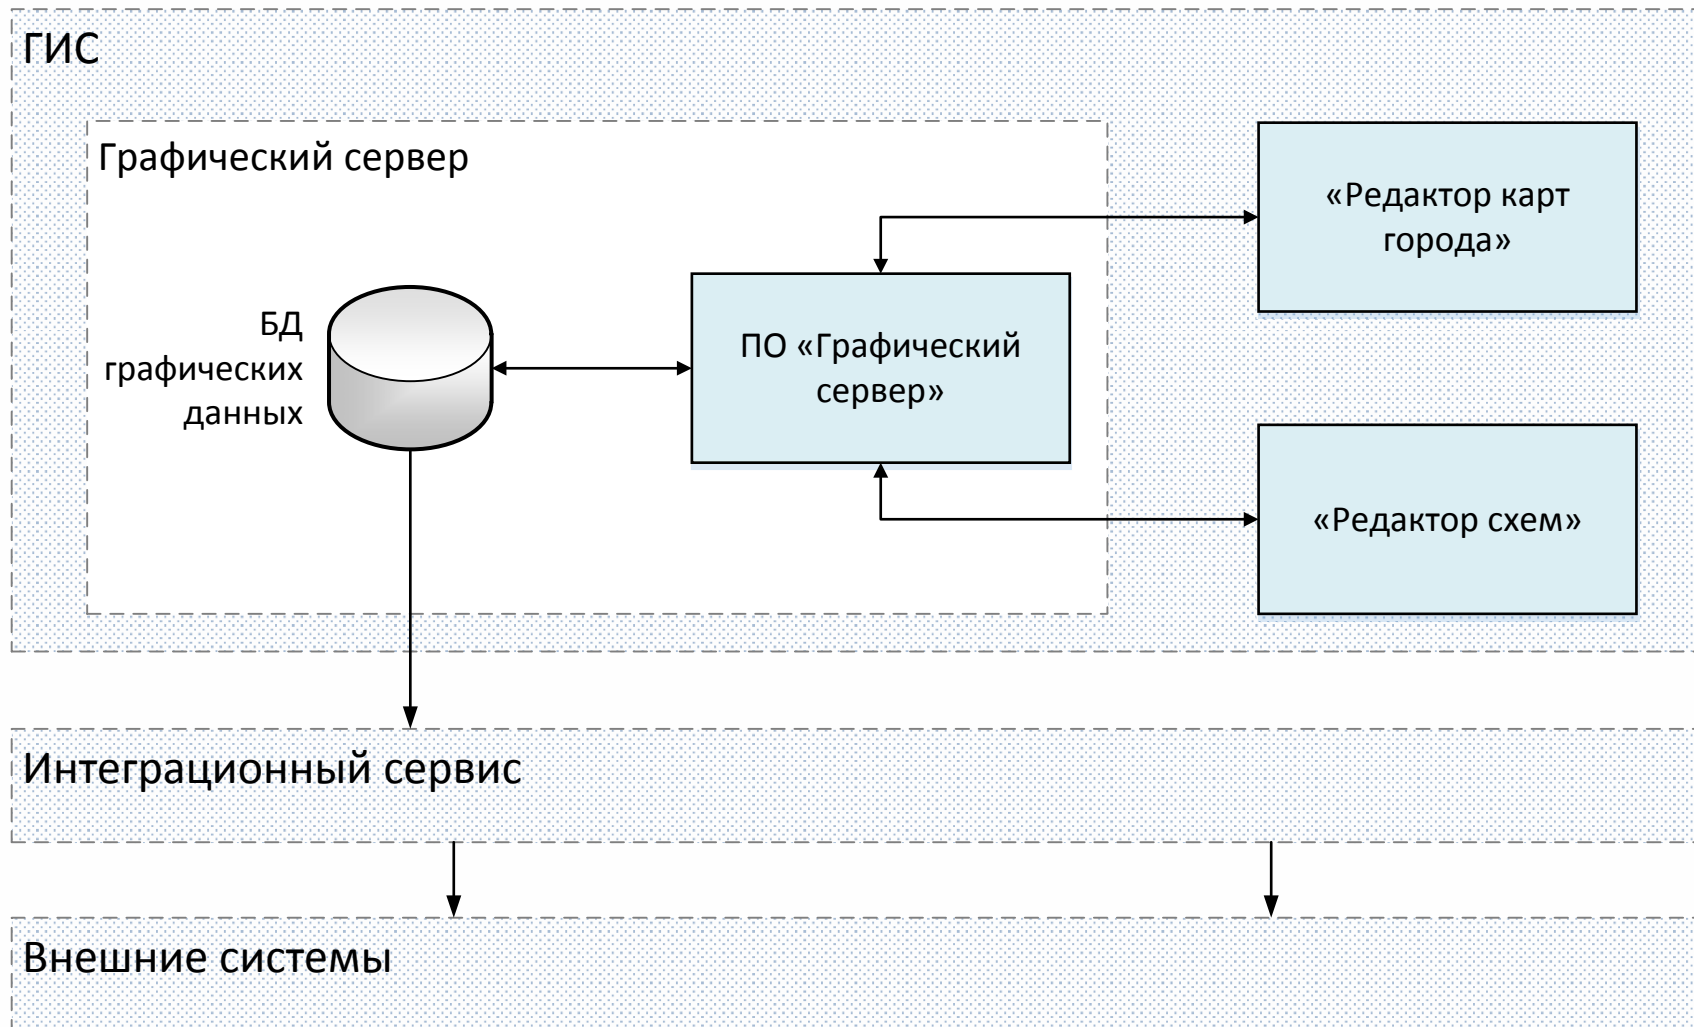 ГИС
Графический сервер
«Редактор карт
города»
БД
графических
данных
ПО «Графический
сервер»
«Редактор схем»
Интеграционный сервис
Внешние системы